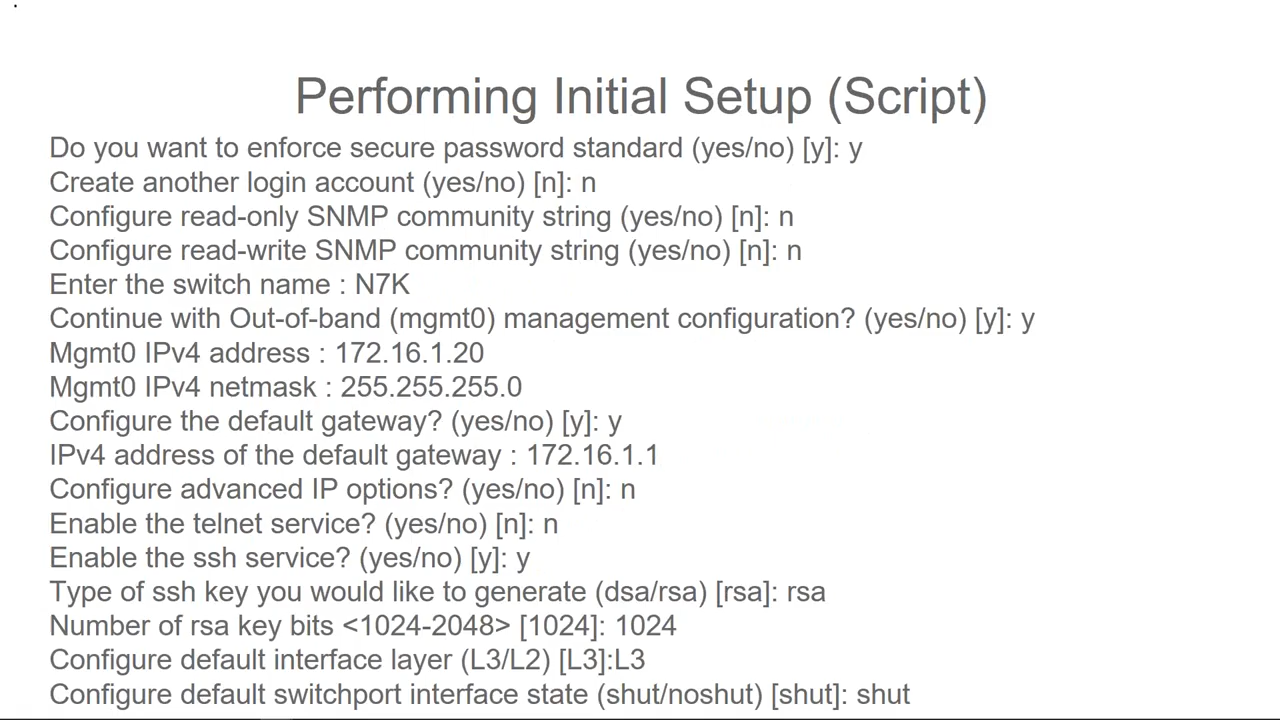 Performing Initial Setup (Script)
Do you want to enforce secure password standard (yes/no) [y]: y
Create another login account (yes/no) [n]: n
Configure read-only SNMP community string (yes/no) [n]: n
Configure read-write SNMP community string (yes/no) [n]: n
Enter the switch name : N7K
Continue with Out-of-band (mgmt0) management configuration? (yes/no) [y]: y
Mgmt0 IPv4 address : 172.16.1.20
Mgmt0 IPv4 netmask : 255.255.255.0
Configure the default gateway? (yes/no) [y]: y
IPv4 address of the default gateway : 172.16.1.1
Configure advanced IP options? (yes/no) [n]: n
Enable the telnet service? (yes/no) [n]: n
Enable the ssh service? (yes/no) [y]: y
Type of ssh key you would like to generate (dsa/rsa) [rsa]: rsa
Number of rsa key bits <1024-2048> [1024]: 1024
Configure default interface layer (L3/L2) [L3]:L3
Configure default switchport interface state (shut/noshut) [shut]: shut